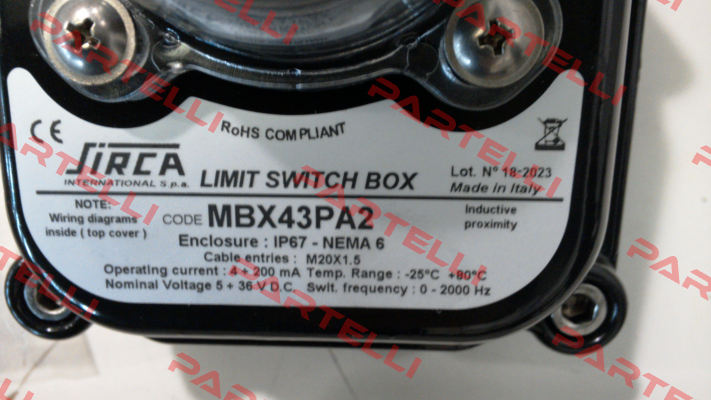 RoHS COMPLIANT
CE
SIRCA
INTERNATIONAL S.p.a.
LIMIT SWITCH BOX
Lot. N° 18-2023
Made in Italy
NOTE:
Wiring diagrams
inside ( top cover )
CODE MBX43PA2
Inductive
proximity
Enclosure : IP67 - NEMA 6
Cable entries : M20X1.5
Operating current : 4 ÷ 200 mA Temp. Range : -25°C +80°C
Nominal Voltage 5 ÷ 36 V D.C. Swit. frequency : 0 - 2000 Hz
PARTELLI
PARTELLI
PARTELLI
PARTELLI
PARTELLI
PARTELLI